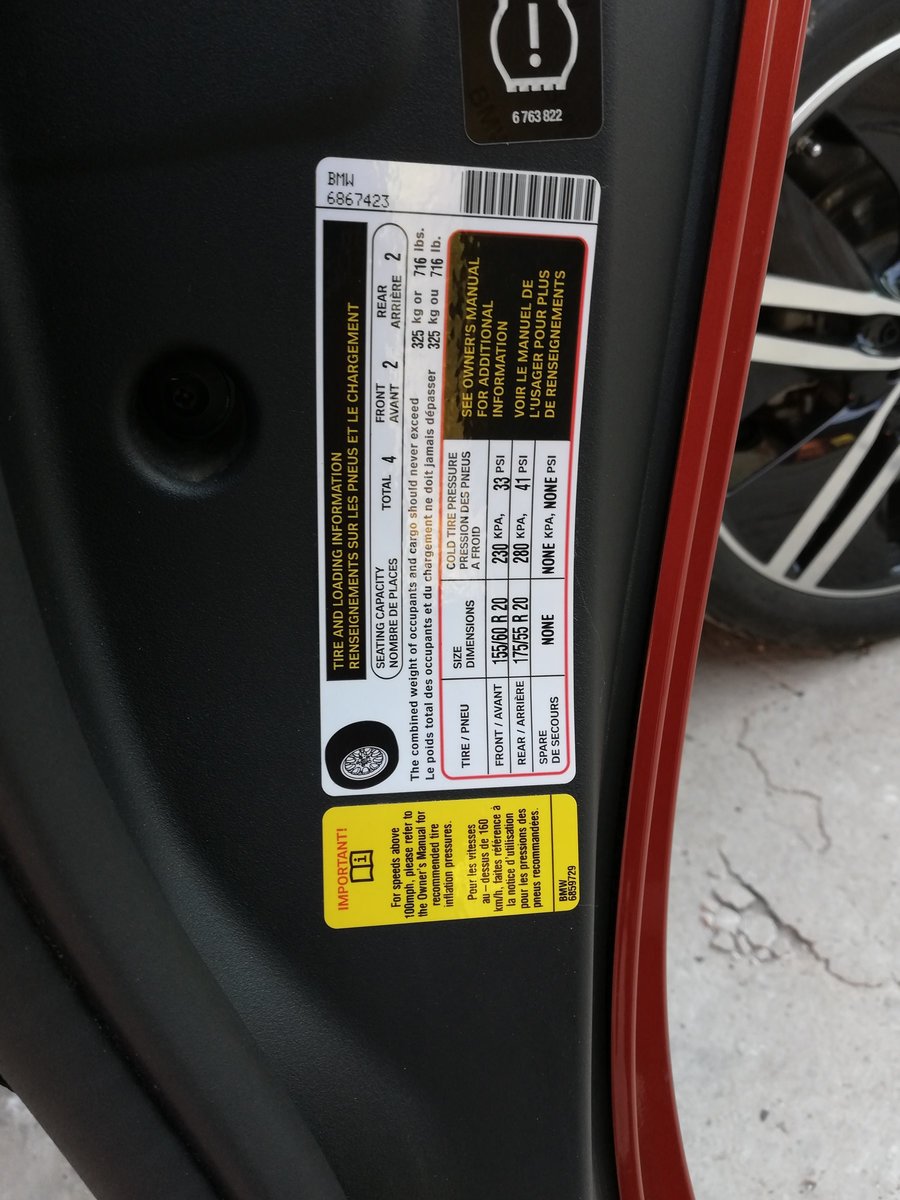 6 763 822
BMW
6867423
TIRE AND LOADING INFORMATION
RENSEIGNEMENTS SUR LES PNEUS ET LE CHARGEMENT
SEATING CAPACITY TOTAL 4 FRONT 2 REAR 2
NOMBRE DE PLACES AVANT ARRIÈRE
The combined weight of occupants and cargo should never exceed 325 kg or 716 lbs.
Le poids total des occupants et du chargement ne doit jamais dépasser 325 kg ou 716 lb.
TIRE / PNEU
SIZE
DIMENSIONS
COLD TIRE PRESSURE
PRESSION DES PNEUS
A FROID
FRONT / AVANT 155/60 R 20 230 KPA, 33 PSI
REAR / ARRIÈRE 175/55 R 20 280 KPA, 41 PSI
SPARE
DE SECOURS
NONE NONE KPA, NONE PSI
SEE OWNER'S MANUAL
FOR ADDITIONAL
INFORMATION
VOIR LE MANUEL DE
L'USAGER POUR PLUS
DE RENSEIGNEMENTS
IMPORTANT!
For speeds above
100mph, please refer to
the Owner's Manual for
recommended tire
inflation pressures.
Pour les vitesses
au-dessus de 160
km/h, faites référence à
la notice d'utilisation
pour les pressions des
pneus recommandées.
BMW
6859729